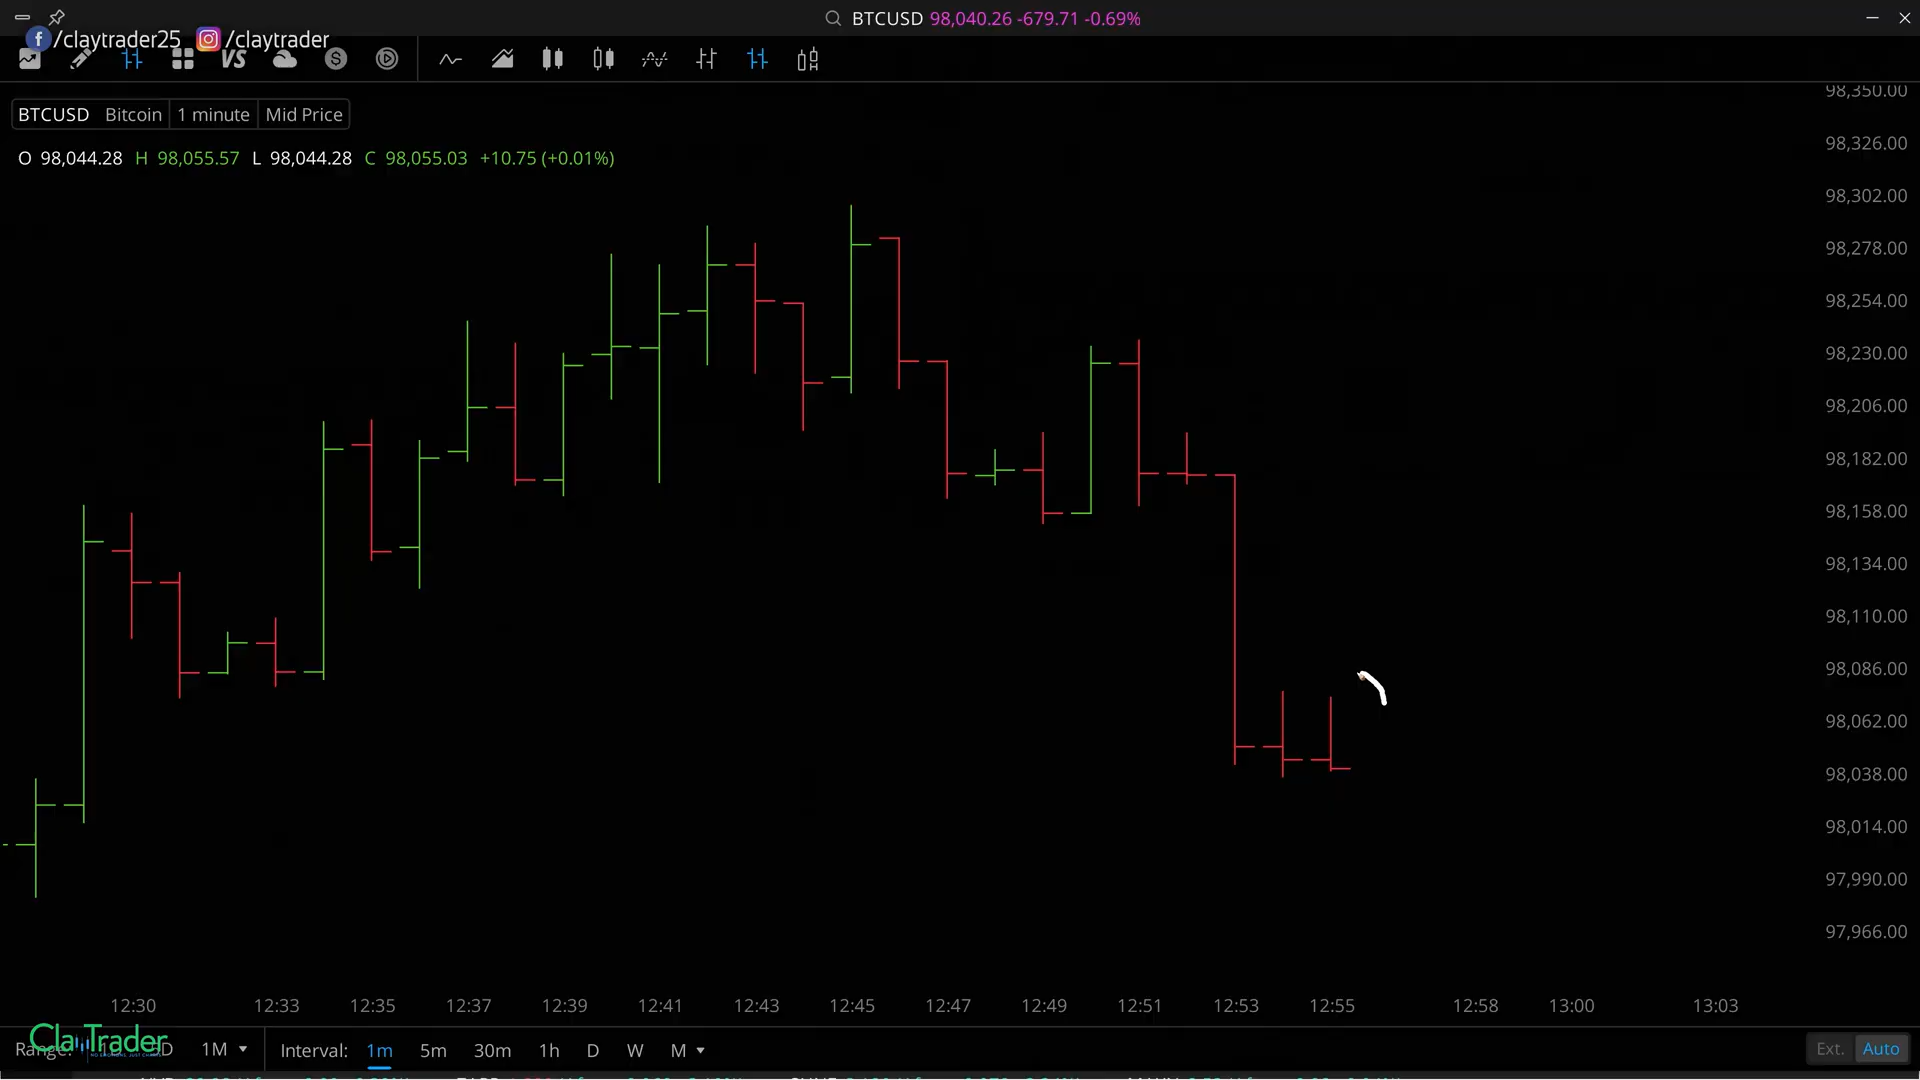 BTCUSD 98,040.26 -679.71 -0.69%
/claytrader25 /claytrader
VS
BTCUSD Bitcoin 1 minute Mid Price
O 98,044.28 H 98,055.57 L 98,044.28 C 98,055.03 +10.75 (+0.01%)
98,350.00
98,326.00
98,302.00
98,278.00
98,254.00
98,230.00
98,206.00
98,182.00
98,158.00
98,134.00
98,110.00
98,086.00
98,062.00
98,038.00
98,014.00
97,990.00
97,966.00
12:30 12:33 12:35 12:37 12:39 12:41 12:43 12:45 12:47 12:49 12:51 12:53 12:55 12:58 13:00 13:03
ClayTrader
Range: 1M Interval: 1m 5m 30m 1h D W M Ext. Auto